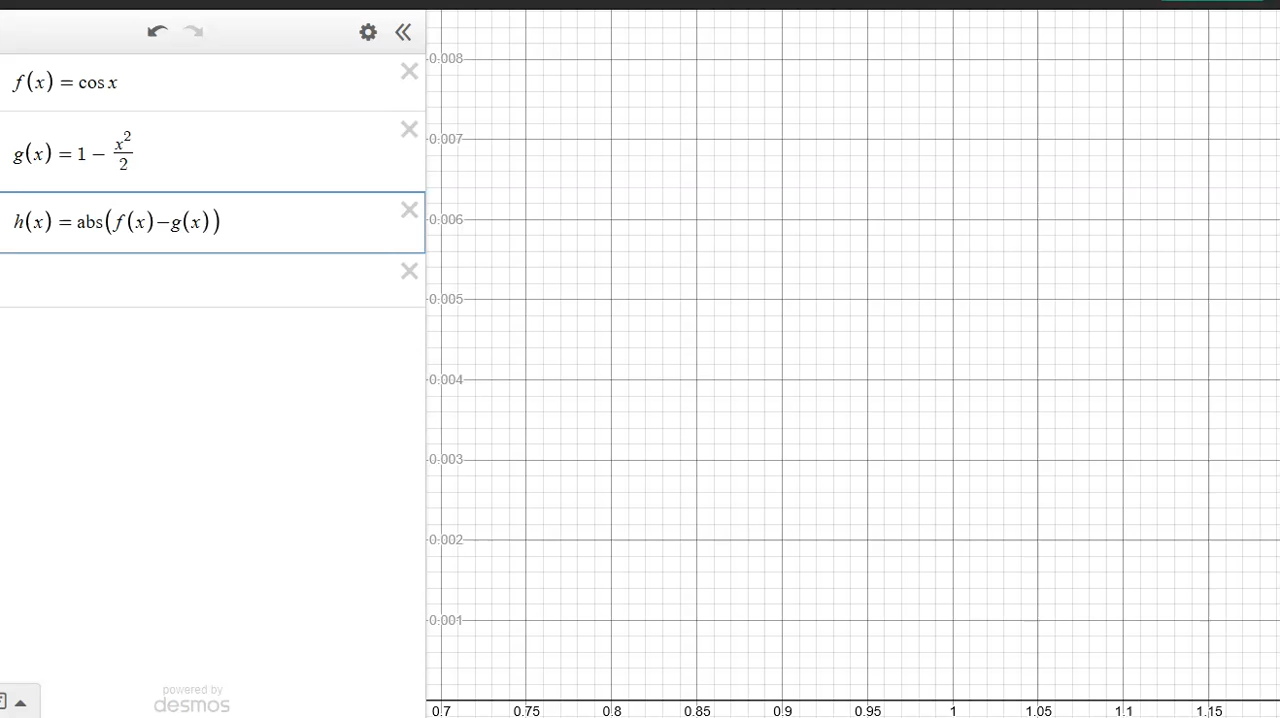 f(x) = cos x
g(x) = 1 − x²/2
h(x) = abs(f(x)−g(x))
powered by
desmos
0.008
0.007
0.006
0.005
0.004
0.003
0.002
0.001
0.7 0.75 0.8 0.85 0.9 0.95 1 1.05 1.1 1.15